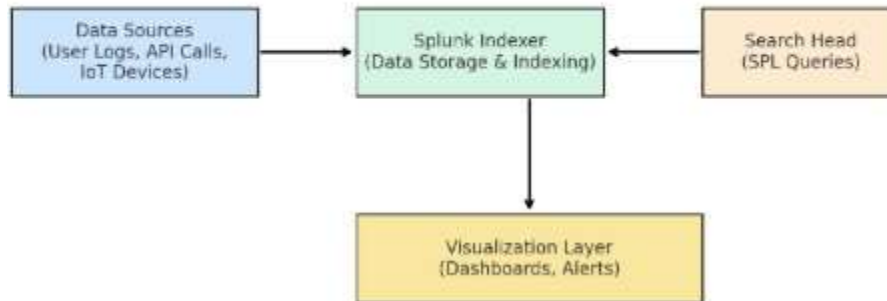 Data Sources
(User Logs, API Calls,
IoT Devices)
Splunk Indexer
(Data Storage & Indexing)
Search Head
(SPL Queries)
Visualization Layer
(Dashboards, Alerts)